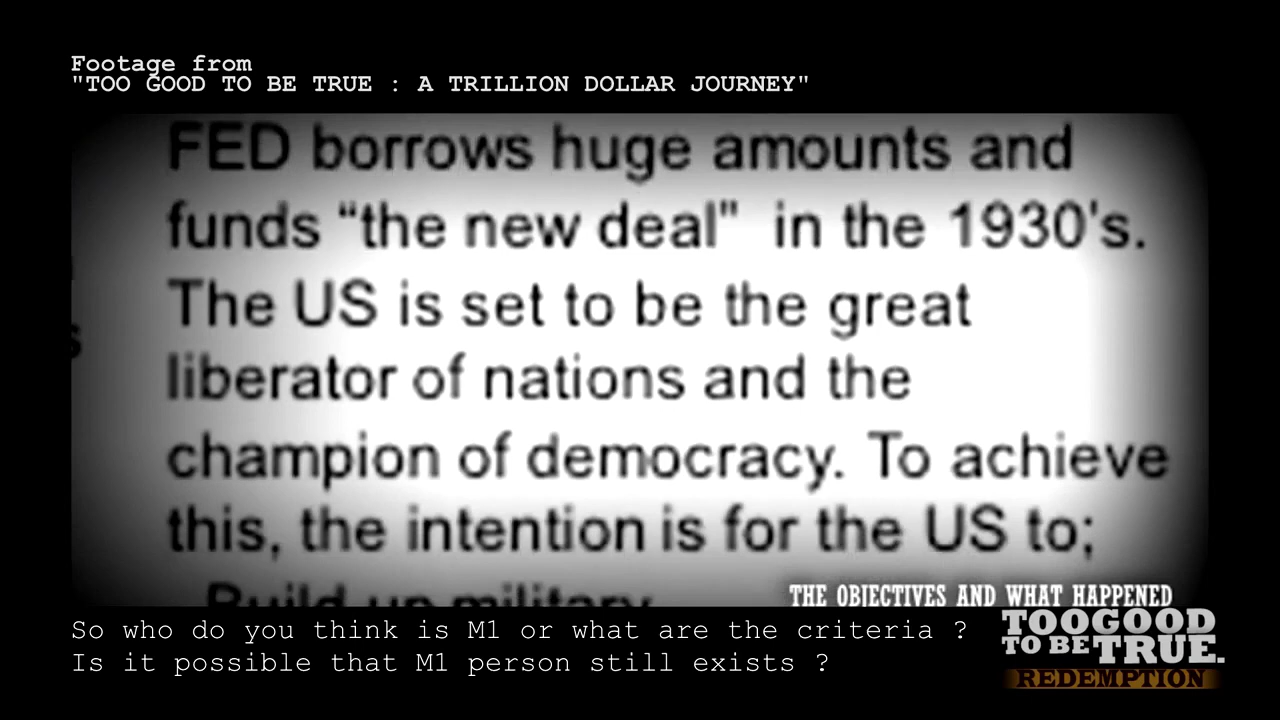 Footage from
"TOO GOOD TO BE TRUE : A TRILLION DOLLAR JOURNEY"
FED borrows huge amounts and
funds “the new deal" in the 1930's.
The US is set to be the great
liberator of nations and the
champion of democracy. To achieve
this, the intention is for the US to;
Build up military
THE OBJECTIVES AND WHAT HAPPENED
So who do you think is M1 or what are the criteria ?
Is it possible that M1 person still exists ?
TOOGOOD
TO BE TRUE.
REDEMPTION